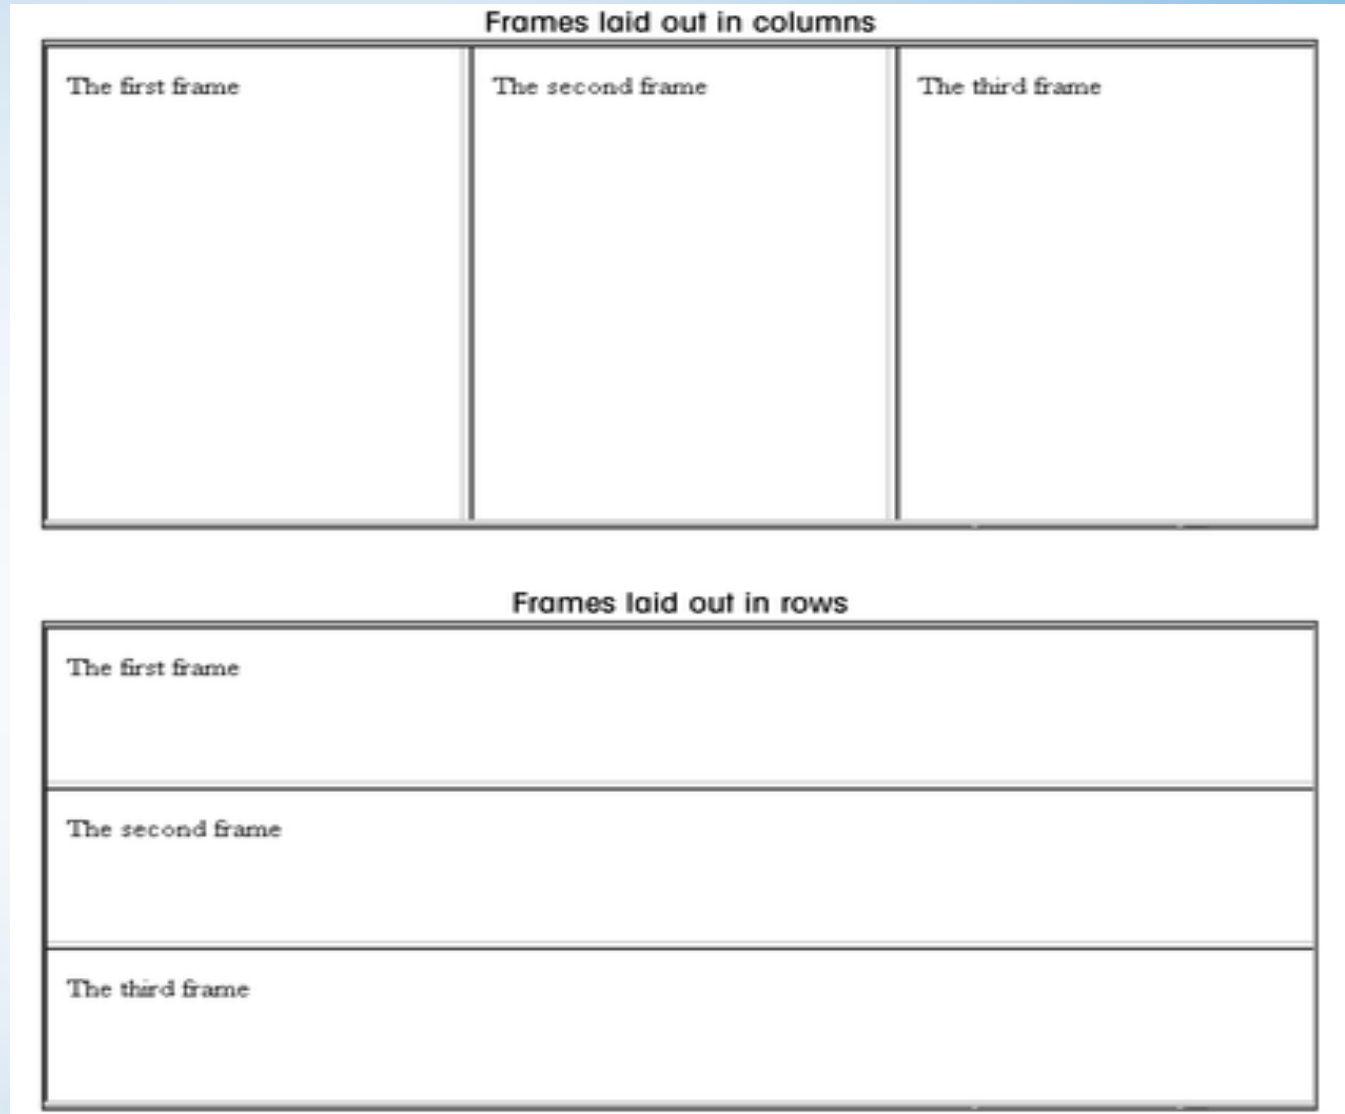 Frames laid out in columns
The first frame
The second frame
The third frame
Frames laid out in rows
The first frame
The second frame
The third frame